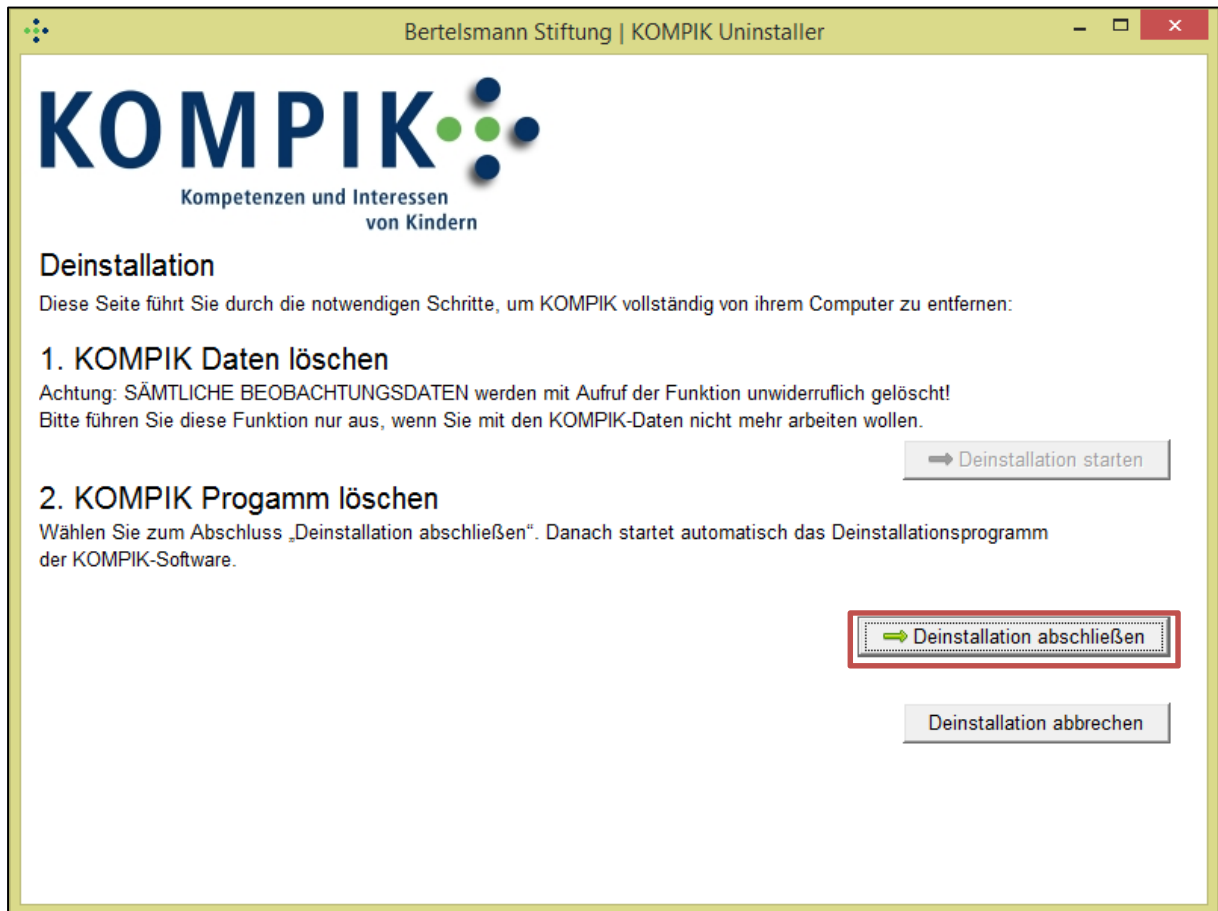 Bertelsmann Stiftung | KOMPIK Uninstaller
KOMPIK
Kompetenzen und Interessen
von Kindern
Deinstallation
Diese Seite führt Sie durch die notwendigen Schritte, um KOMPIK vollständig von ihrem Computer zu entfernen:
1. KOMPIK Daten löschen
Achtung: SÄMTLICHE BEOBACHTUNGSDATEN werden mit Aufruf der Funktion unwiderruflich gelöscht!
Bitte führen Sie diese Funktion nur aus, wenn Sie mit den KOMPIK-Daten nicht mehr arbeiten wollen.
Deinstallation starten
2. KOMPIK Progamm löschen
Wählen Sie zum Abschluss „Deinstallation abschließen“. Danach startet automatisch das Deinstallationsprogramm
der KOMPIK-Software.
Deinstallation abschließen
Deinstallation abbrechen